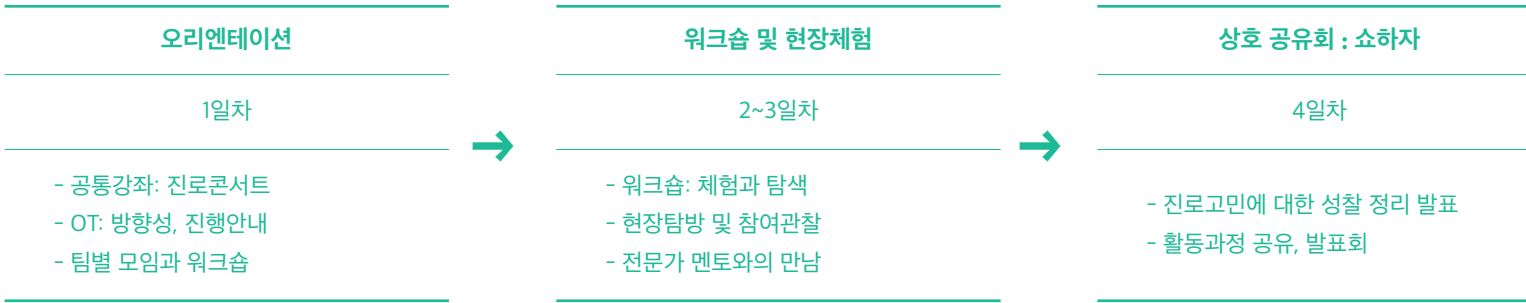 오리엔테이션
1일차
- 공통강좌: 진로콘서트
- OT: 방향성, 진행안내
- 팀별 모임과 워크숍
→
워크숍 및 현장체험
2~3일차
- 워크숍: 체험과 탐색
- 현장탐방 및 참여관찰
- 전문가 멘토와의 만남
→
상호 공유회 : 쇼하자
4일차
- 진로고민에 대한 성찰 정리 발표
- 활동과정 공유, 발표회